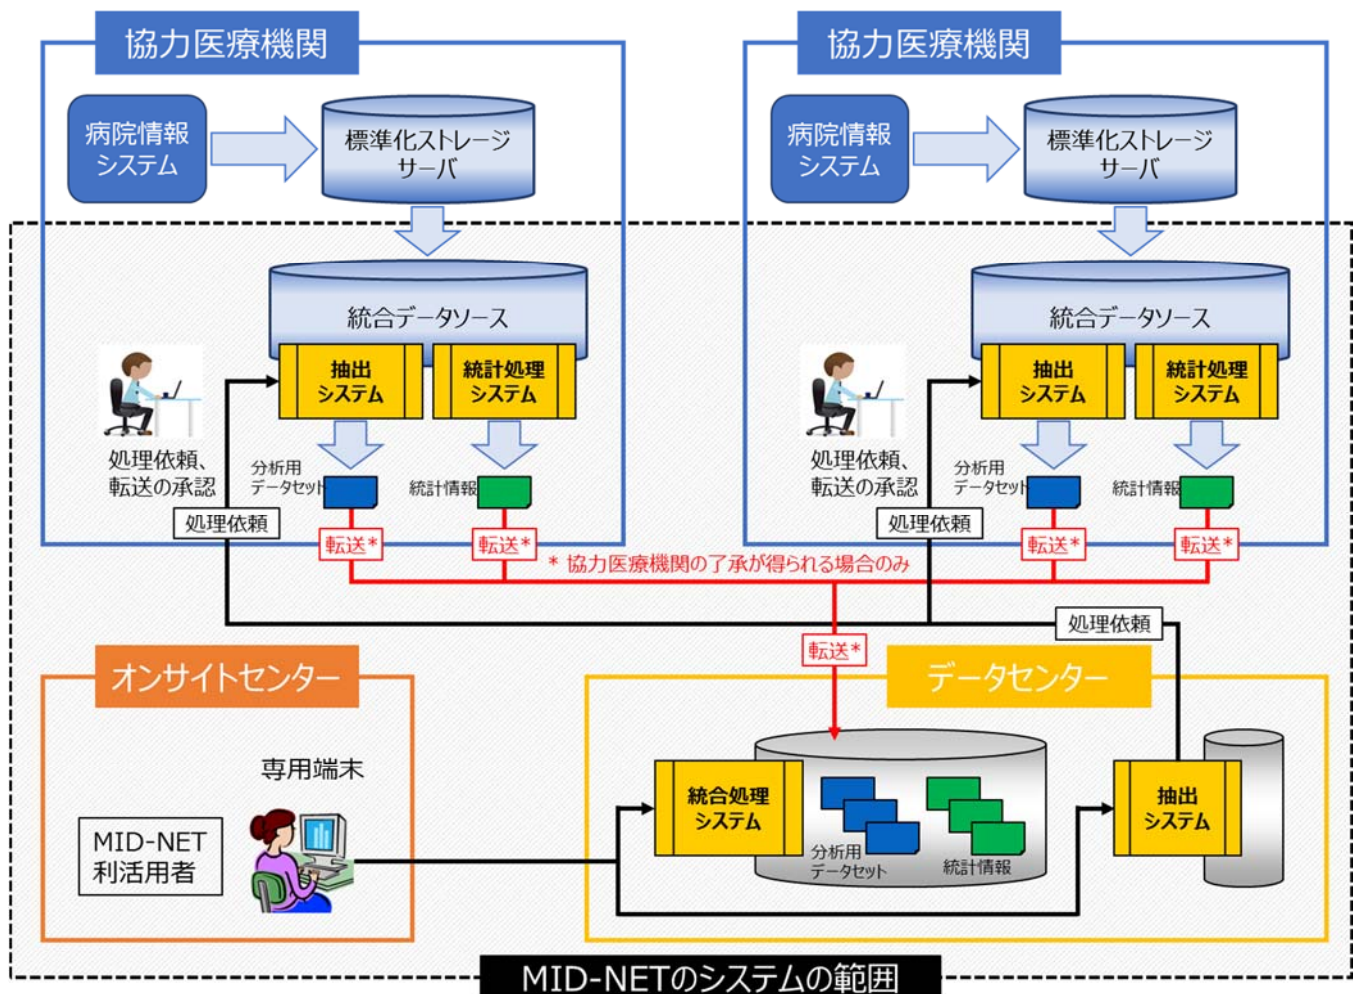 協力医療機関
協力医療機関
病院情報
システム
標準化ストレージ
サーバ
病院情報
システム
標準化ストレージ
サーバ
統合データソース
抽出
システム
統計処理
システム
処理依頼、
転送の承認
分析用
データセット
統計情報
処理依頼
転送*
転送*
統合データソース
抽出
システム
統計処理
システム
処理依頼、
転送の承認
分析用
データセット
統計情報
処理依頼
転送*
転送*
* 協力医療機関の了承が得られる場合のみ
処理依頼
転送*
オンサイトセンター
専用端末
MID-NET
利活用者
データセンター
統合処理
システム
分析用
データセット
統計情報
抽出
システム
MID-NETのシステムの範囲